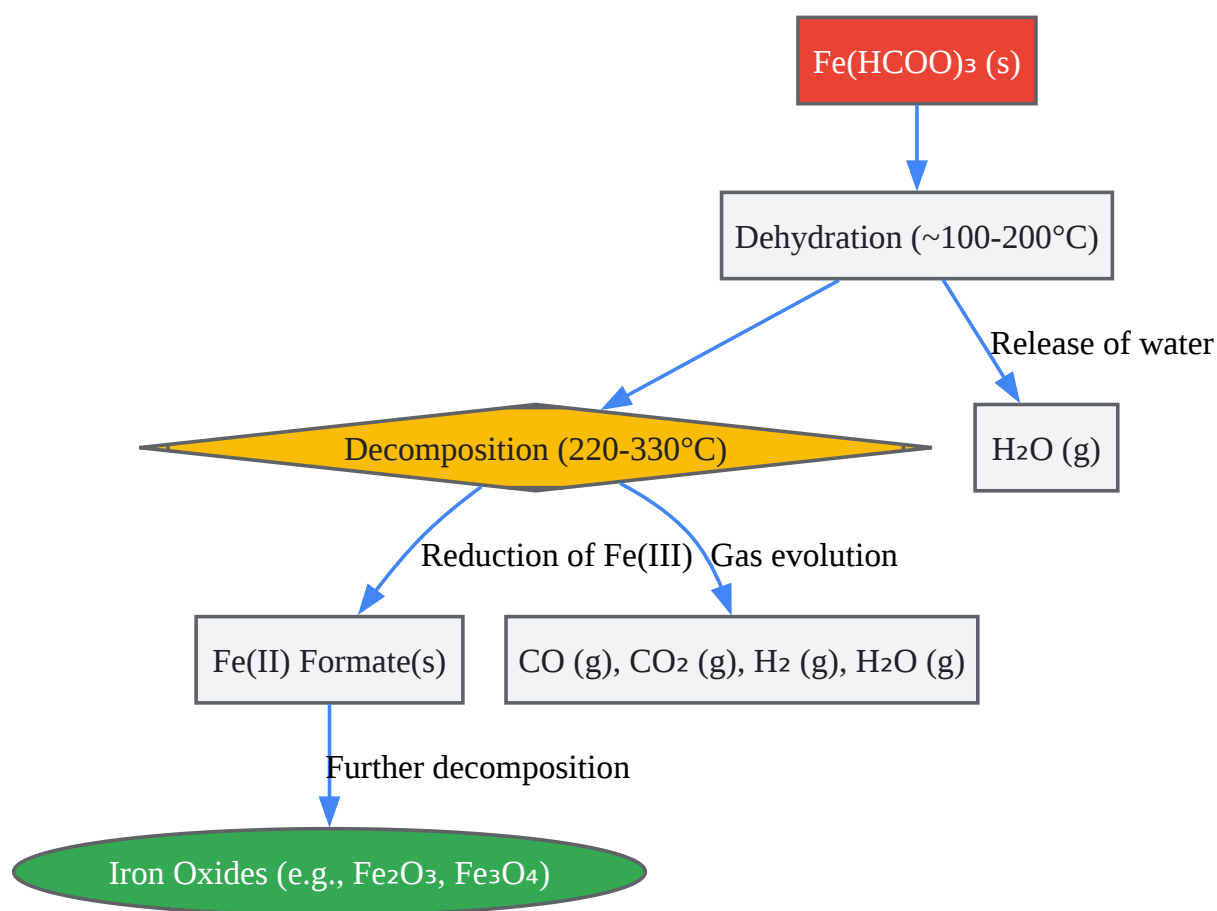 Fe(HCOO)₃ (s)
Dehydration (~100-200°C)
Release of water
Decomposition (220-330°C)
H₂O (g)
Reduction of Fe(III)
Gas evolution
Fe(II) Formate(s)
CO (g), CO₂ (g), H₂ (g), H₂O (g)
Further decomposition
Iron Oxides (e.g., Fe₂O₃, Fe₃O₄)